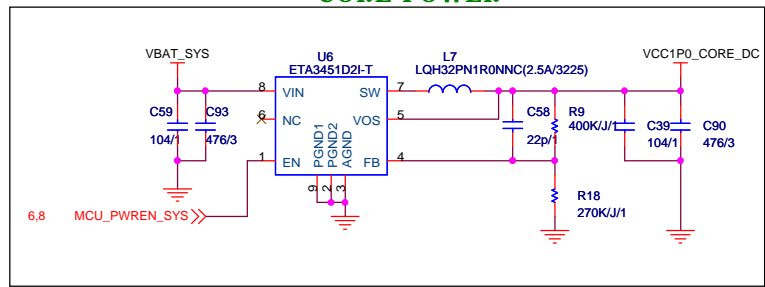 CORE POWER
VBAT_SYS
U6
ETA3451D2I-T
L7
LQH32PN1R0NNC(2.5A/3225)
VCC1P0_CORE_DC
8 VIN
SW 7
C59
104/1
C93
476/3
6 NC
VOS 5
C58
22p/1
R9
400K/J/1
C39
104/1
C90
476/3
1 EN
PGND1
PGND2
AGND
FB 4
9
2
3
R18
270K/J/1
6,8 MCU_PWREN_SYS